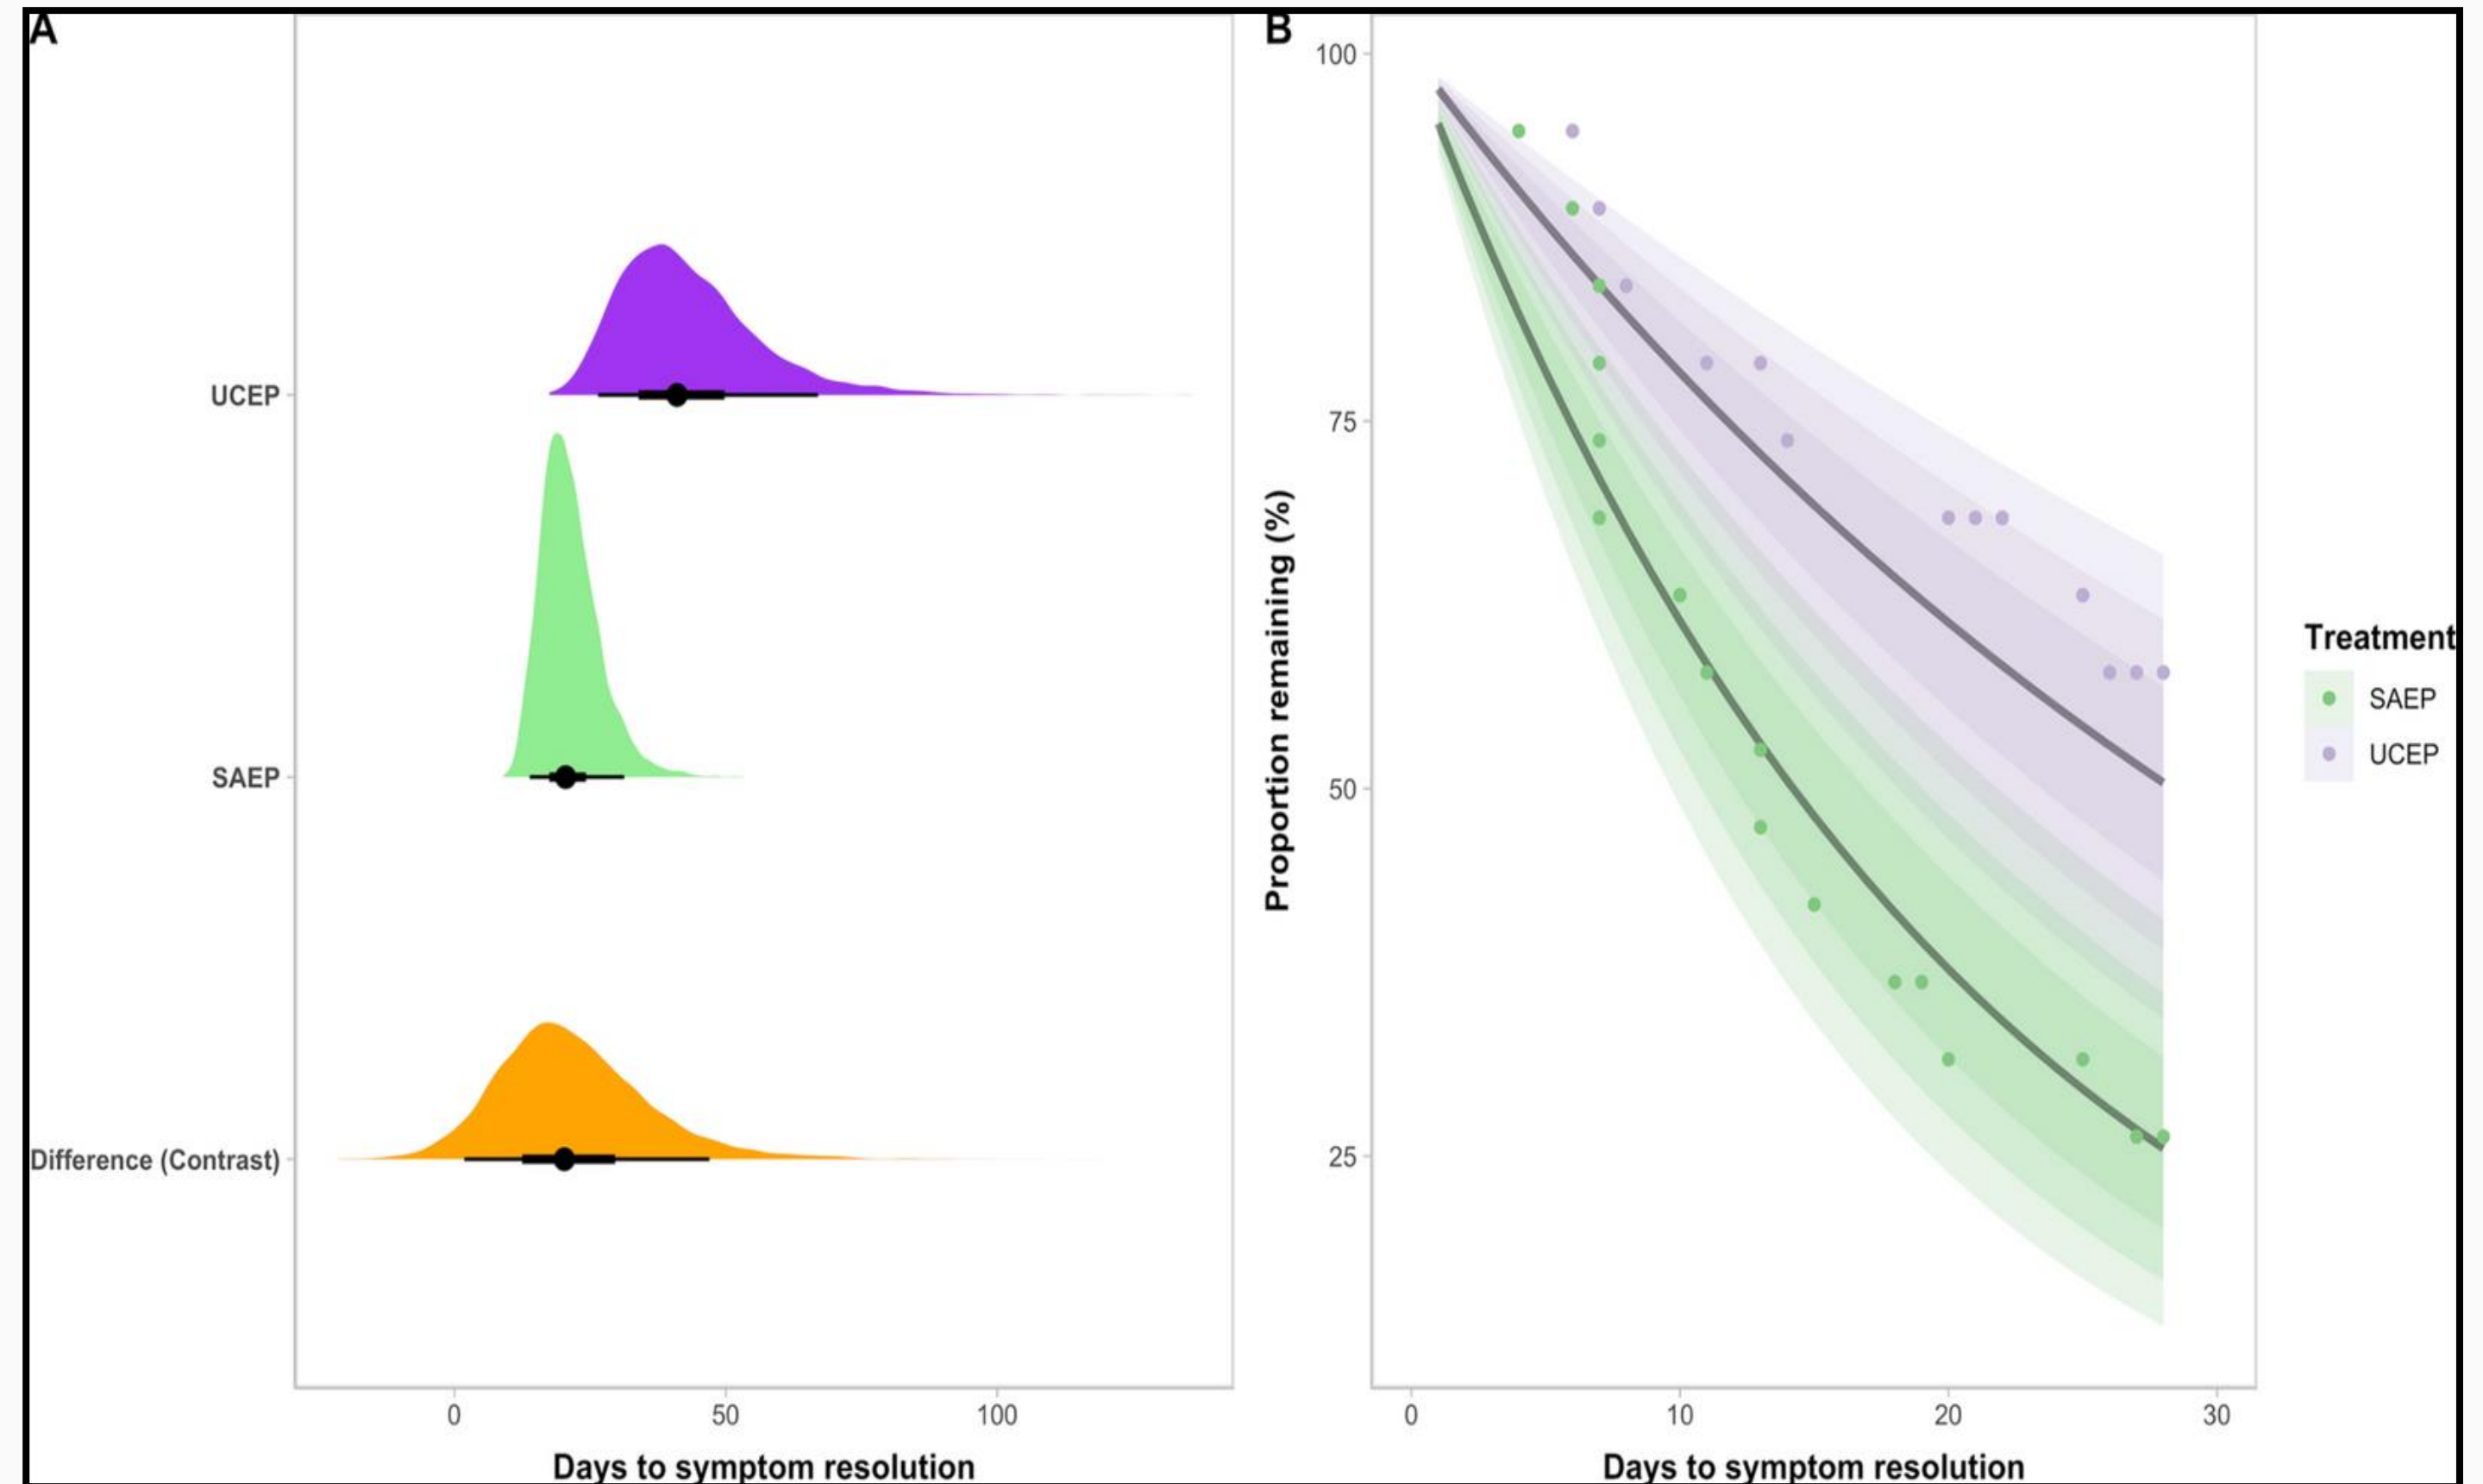 A
UCEP
SAEP
Difference (Contrast)
0
50
100
Days to symptom resolution
B
100
75
50
25
Proportion remaining (%)
0
10
20
30
Days to symptom resolution
Treatment
SAEP
UCEP